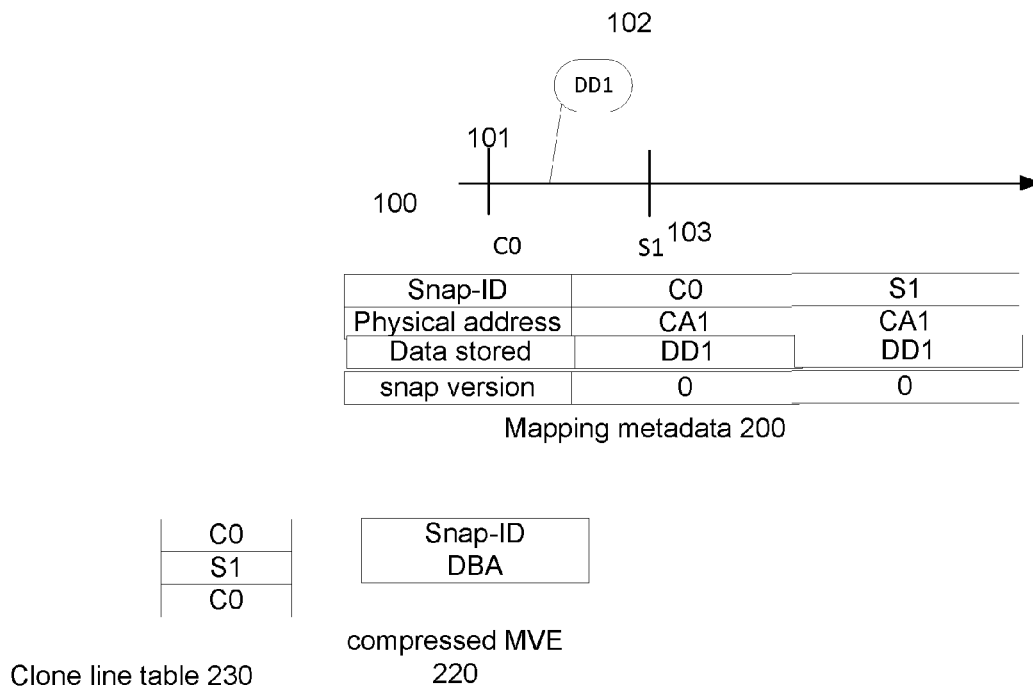 102
DD1
101
100
C0
S1 103
Snap-ID C0 S1
Physical address CA1 CA1
Data stored DD1 DD1
snap version 0 0
Mapping metadata 200
C0
S1
C0
Snap-ID
DBA
compressed MVE
220
Clone line table 230